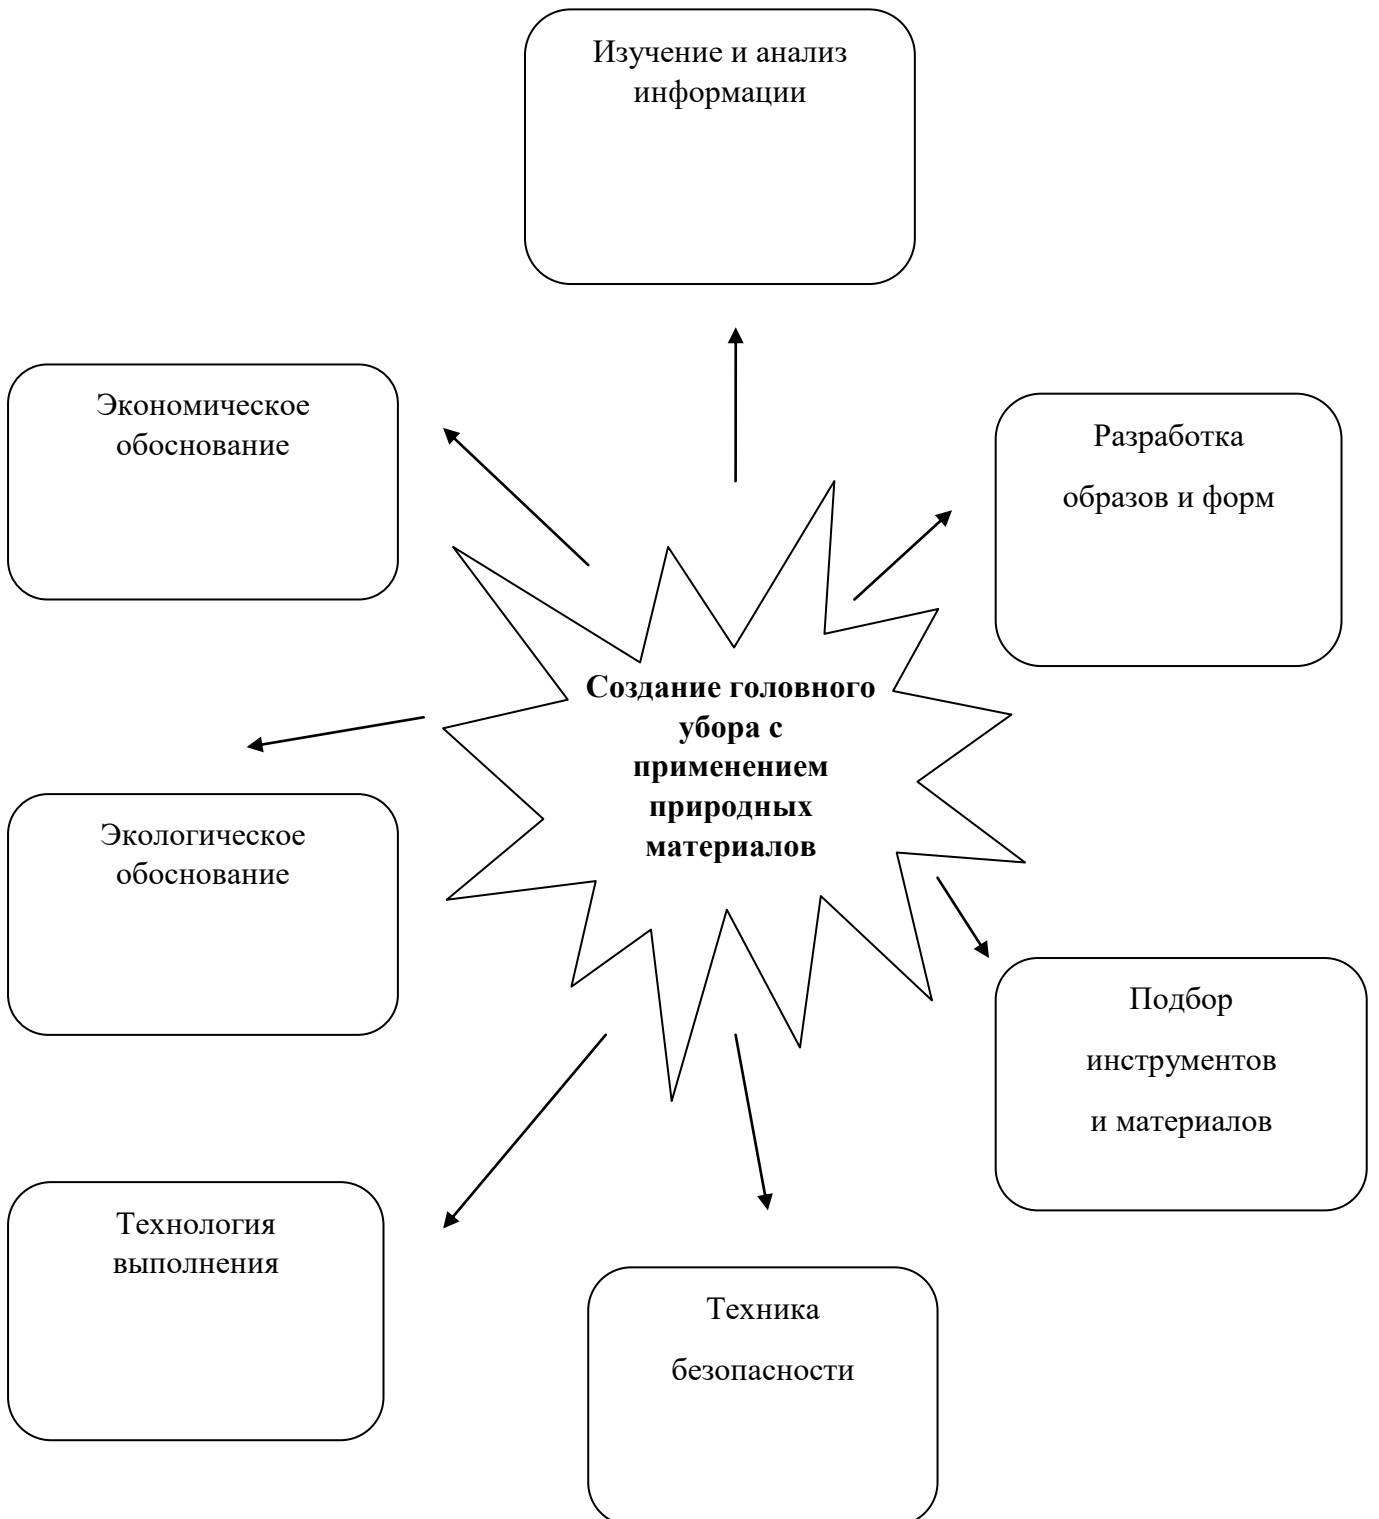 Изучение и анализ
информации
Экономическое
обоснование
Разработка
образов и форм
Создание головного
убора с
применением
природных
материалов
Экологическое
обоснование
Подбор
инструментов
и материалов
Технология
выполнения
Техника
безопасности